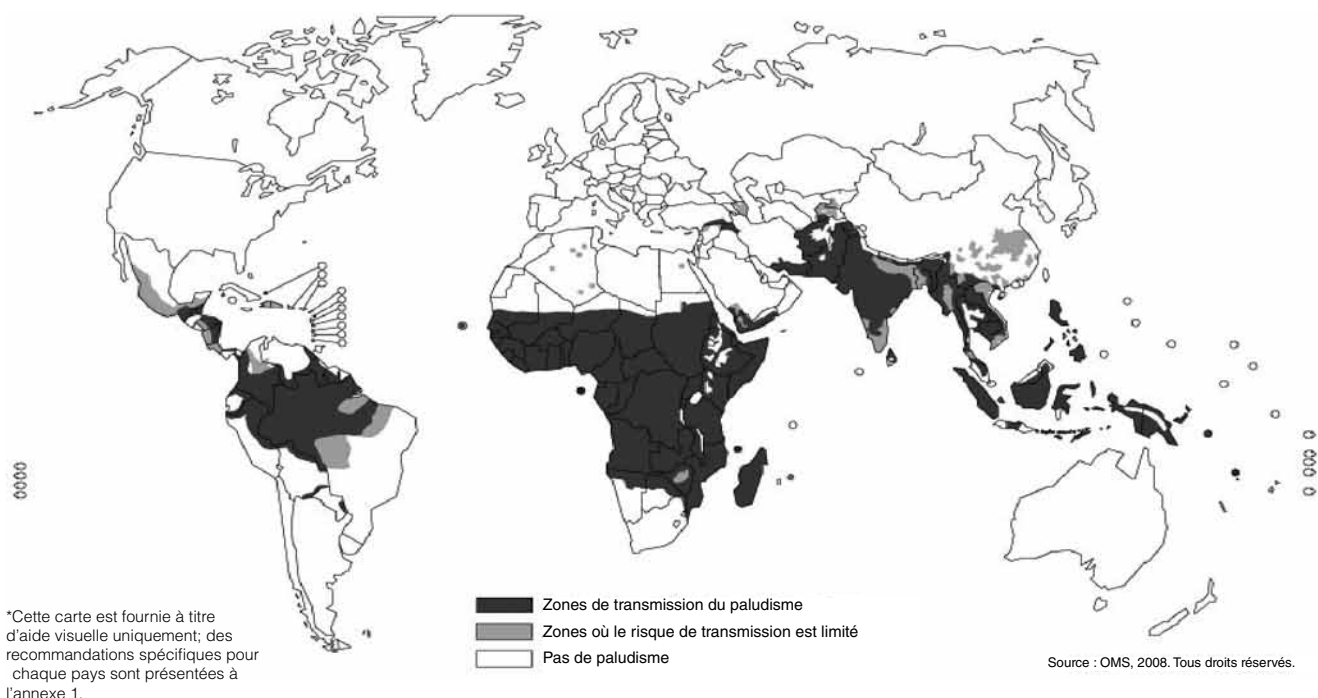 Zones de transmission du paludisme
Zones où le risque de transmission est limité
Pas de paludisme
*Cette carte est fournie à titre
d'aide visuelle uniquement; des
recommandations spécifiques pour
chaque pays sont présentées à
l'annexe 1.
Source : OMS, 2008. Tous droits réservés.